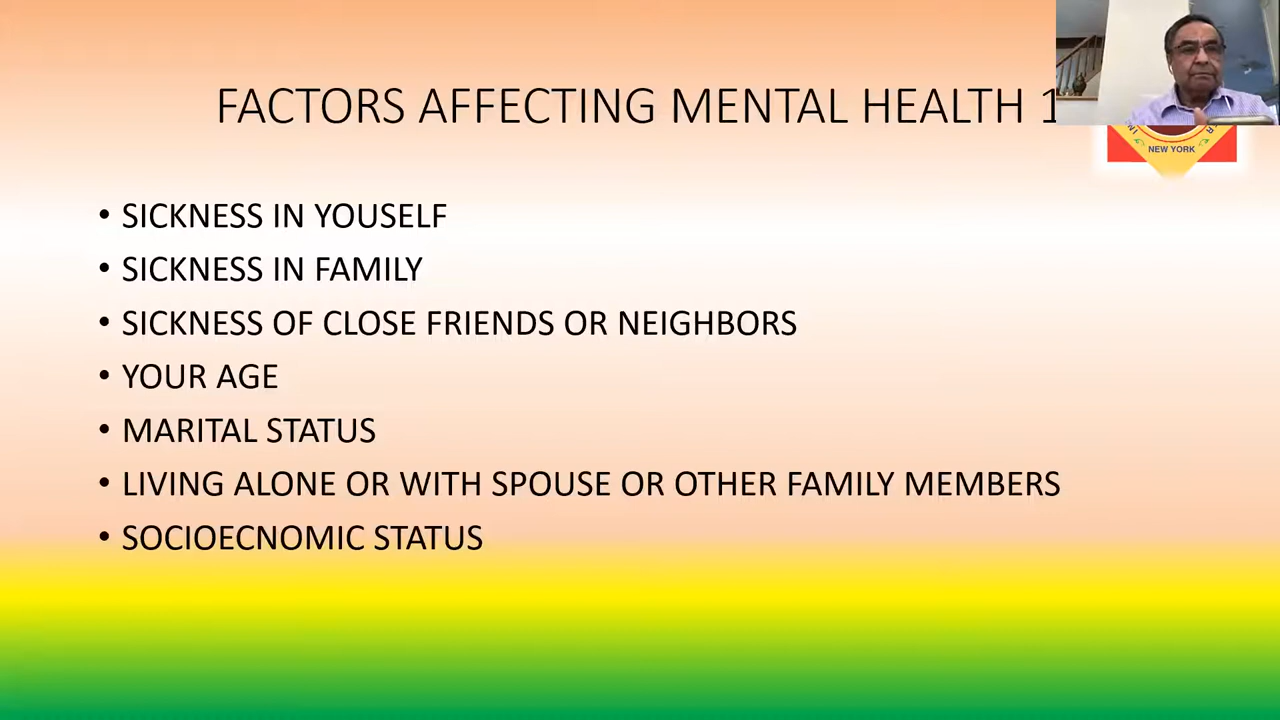 FACTORS AFFECTING MENTAL HEALTH 1
• SICKNESS IN YOUSELF
• SICKNESS IN FAMILY
• SICKNESS OF CLOSE FRIENDS OR NEIGHBORS
• YOUR AGE
• MARITAL STATUS
• LIVING ALONE OR WITH SPOUSE OR OTHER FAMILY MEMBERS
• SOCIOECNOMIC STATUS
NEW YORK